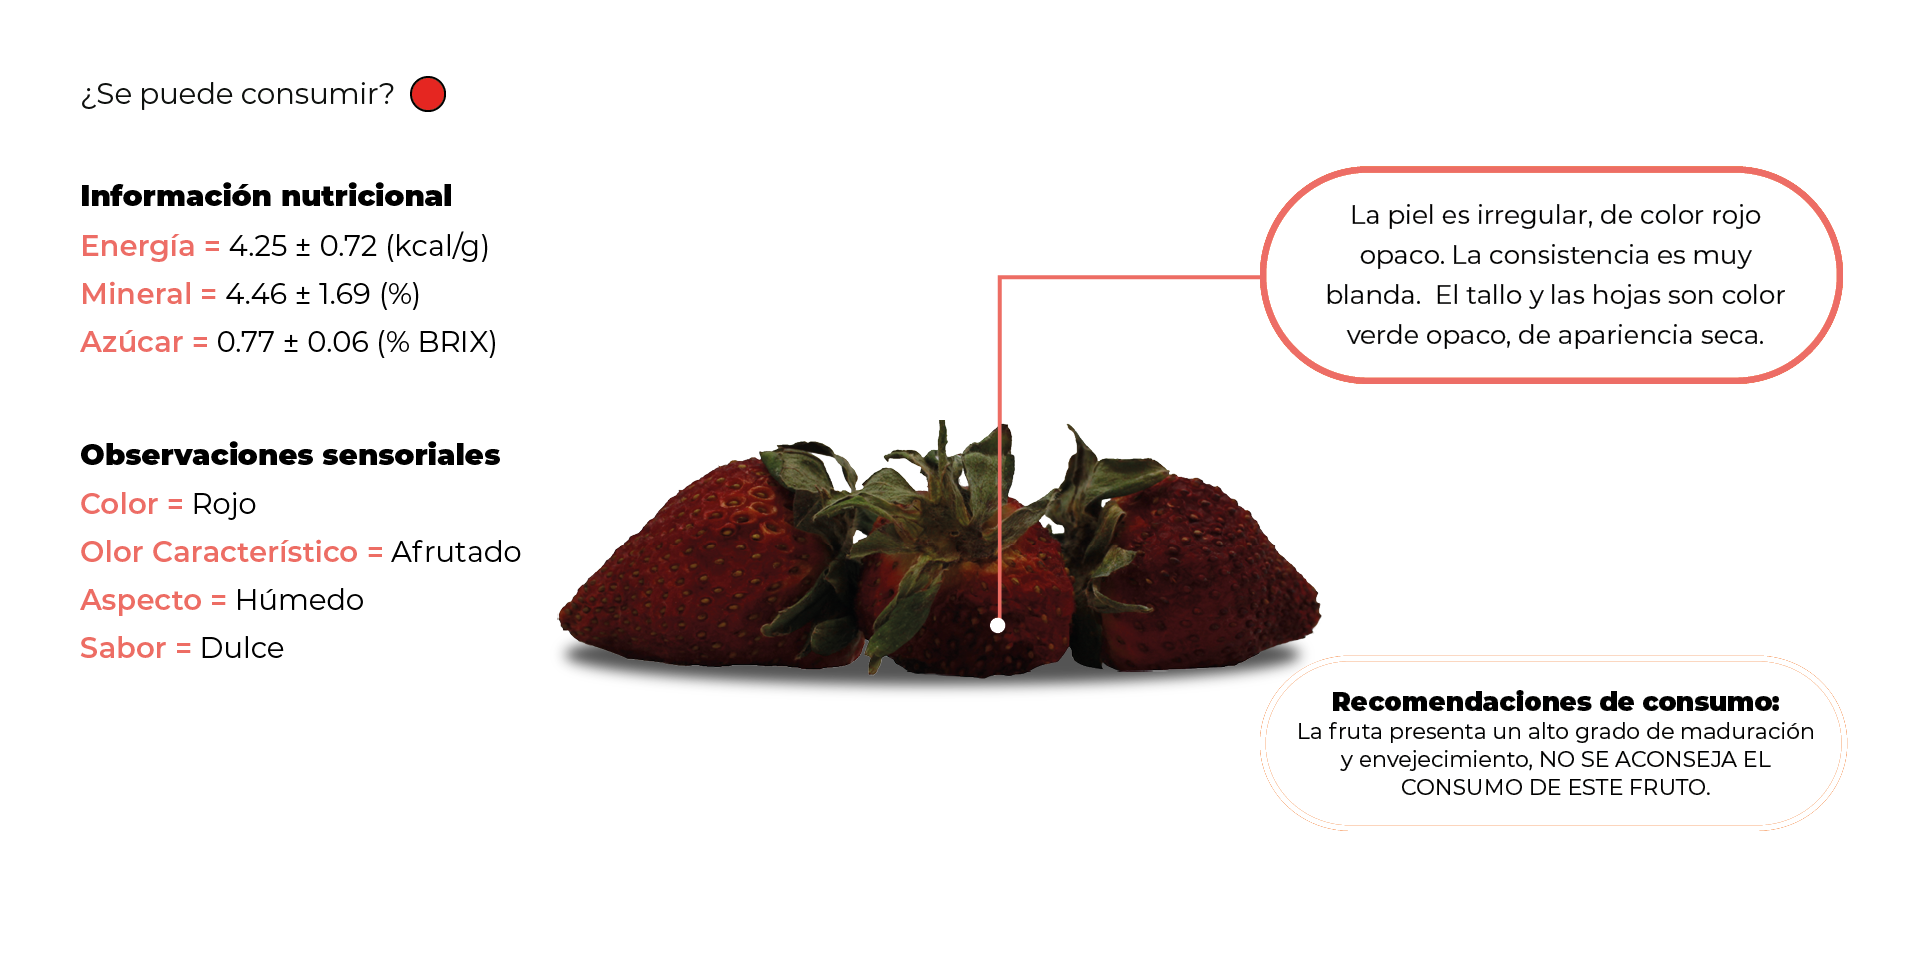 ¿Se puede consumir?
Información nutricional
Energía = 4.25 ± 0.72 (kcal/g)
Mineral = 4.46 ± 1.69 (%)
Azúcar = 0.77 ± 0.06 (% BRIX)
Observaciones sensoriales
Color = Rojo
Olor Característico = Afrutado
Aspecto = Húmedo
Sabor = Dulce
La piel es irregular, de color rojo
opaco. La consistencia es muy
blanda.  El tallo y las hojas son color
verde opaco, de apariencia seca.
Recomendaciones de consumo:
La fruta presenta un alto grado de maduración
y envejecimiento, NO SE ACONSEJA EL
CONSUMO DE ESTE FRUTO.